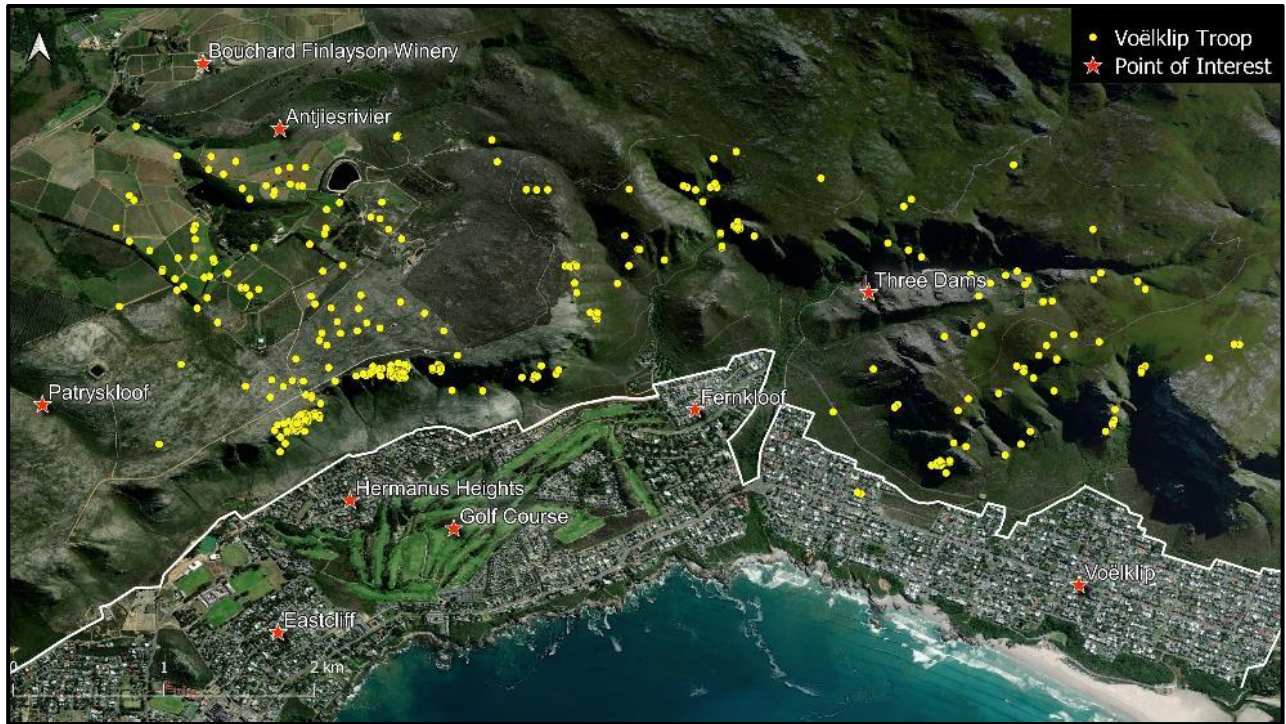 Voëlklip Troop
Point of Interest
Bouchard Finlayson Winery
Antjiesrivier
Three Dams
Patryskloof
Fernkloof
Hermanus Heights
Golf Course
Voëlklip
Eastcliff
0 1 2 km